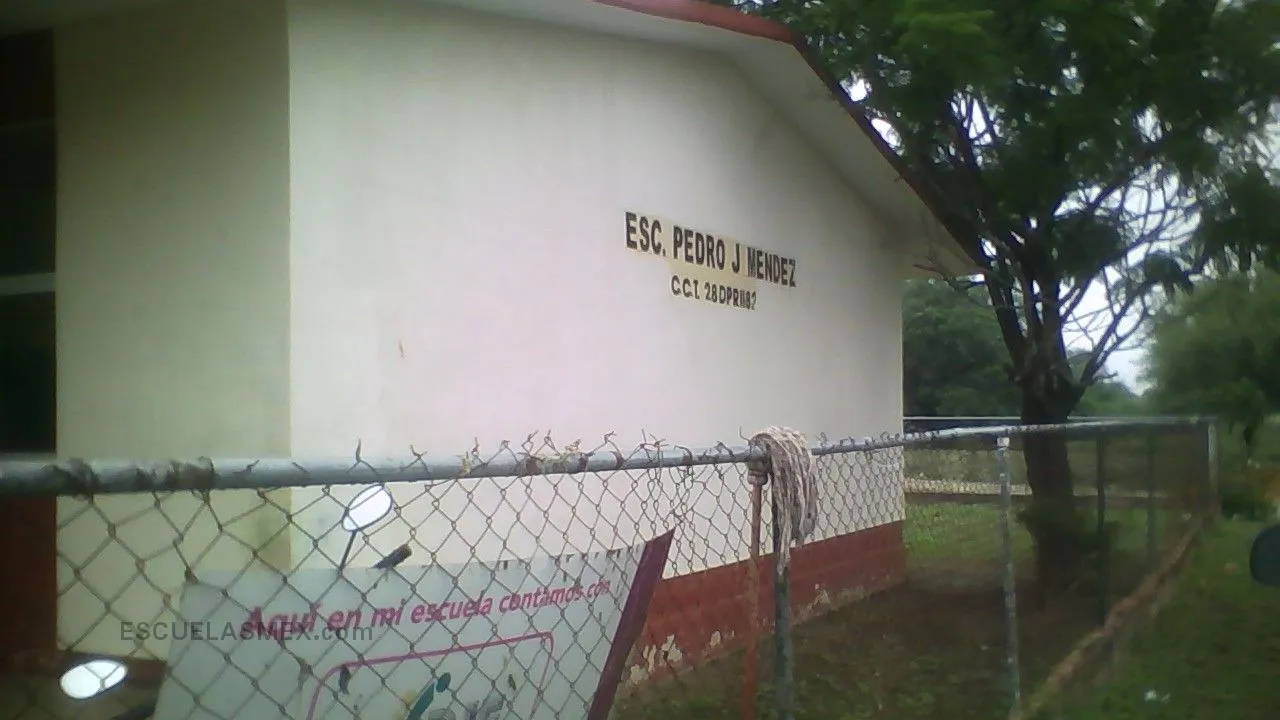 ESC. PEDRO J MENDEZ
C.C.T. 28DPR1182
Aquí en mi escuela contamos con
ESCUELASMEX.com